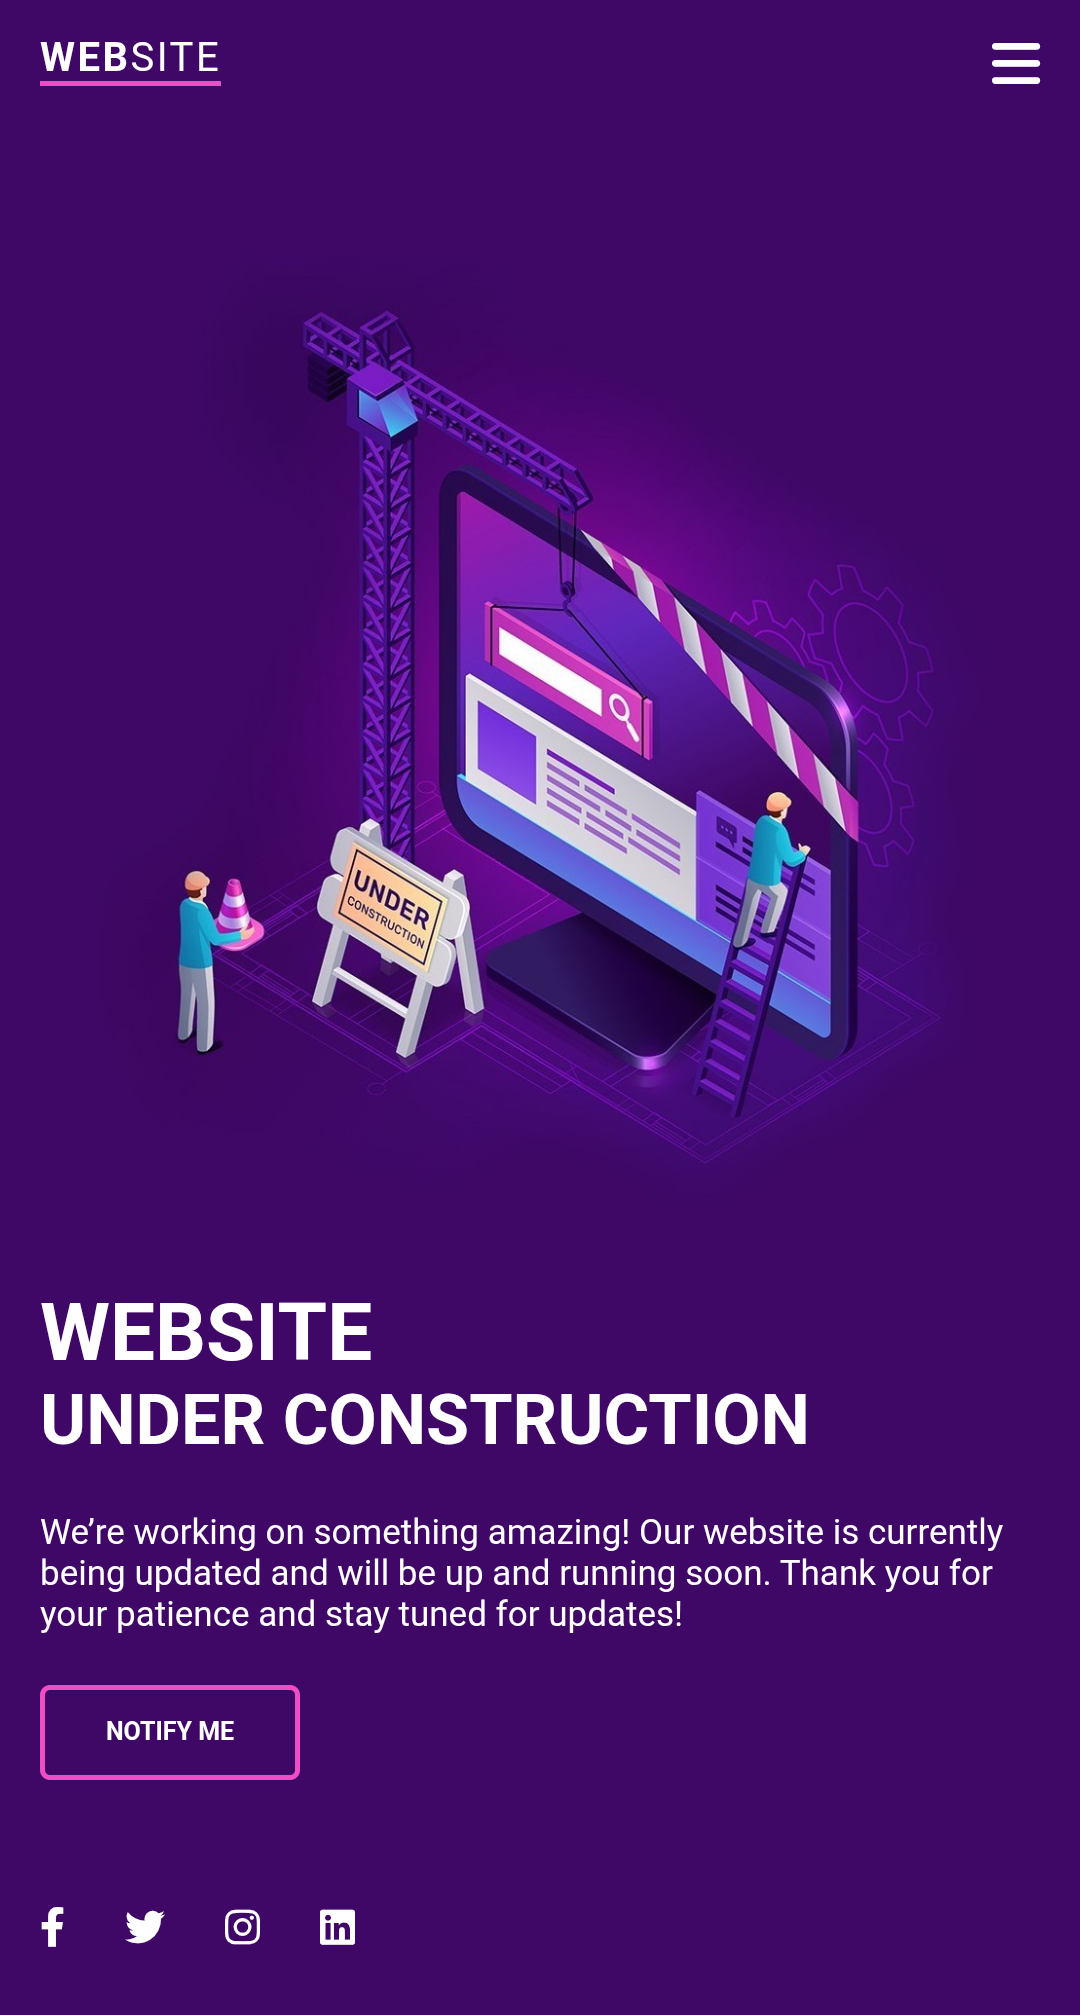 WEBSITE
UNDER
CONSTRUCTION
WEBSITE
UNDER CONSTRUCTION
We’re working on something amazing! Our website is currently
being updated and will be up and running soon. Thank you for
your patience and stay tuned for updates!
NOTIFY ME